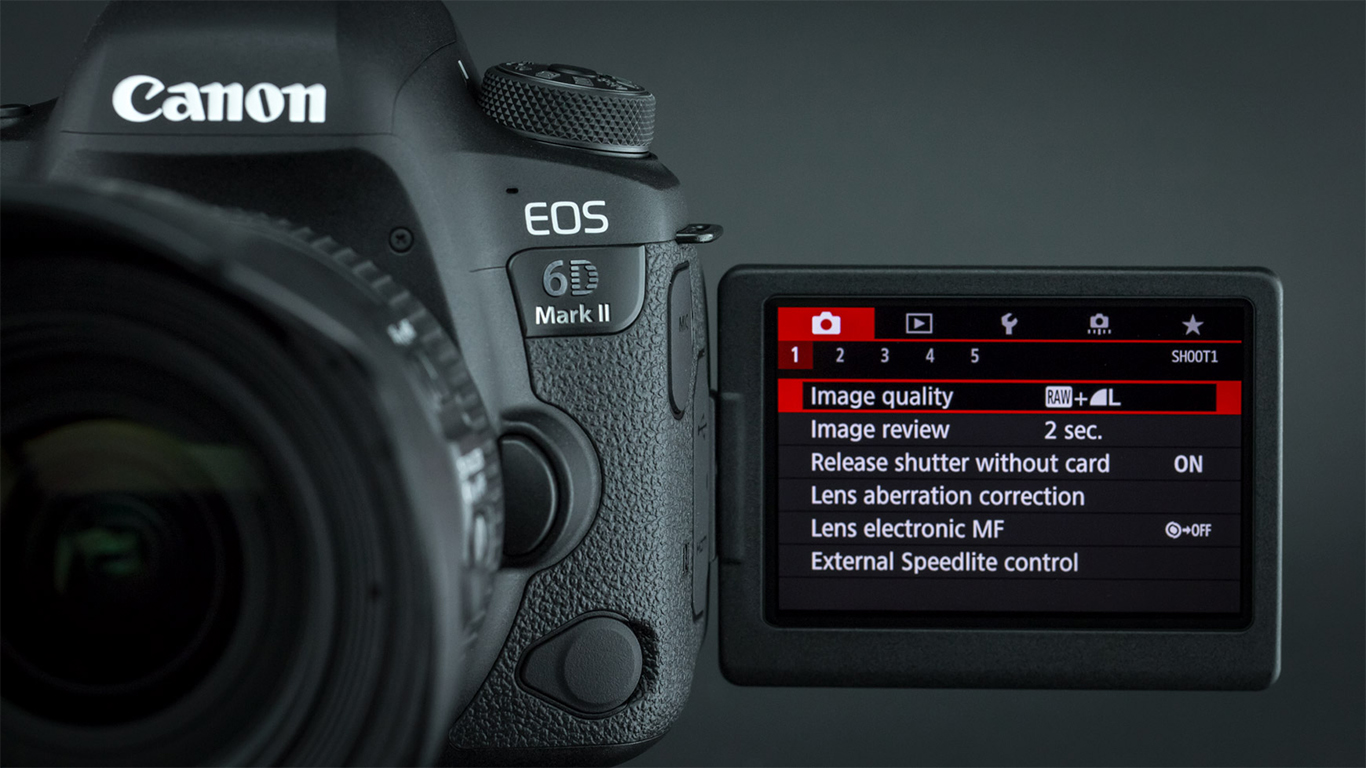 Canon
EOS
6D
Mark II
1 2 3 4 5 SHOOT1
Image quality RAW+L
Image review 2 sec.
Release shutter without card ON
Lens aberration correction
Lens electronic MF →OFF
External Speedlite control